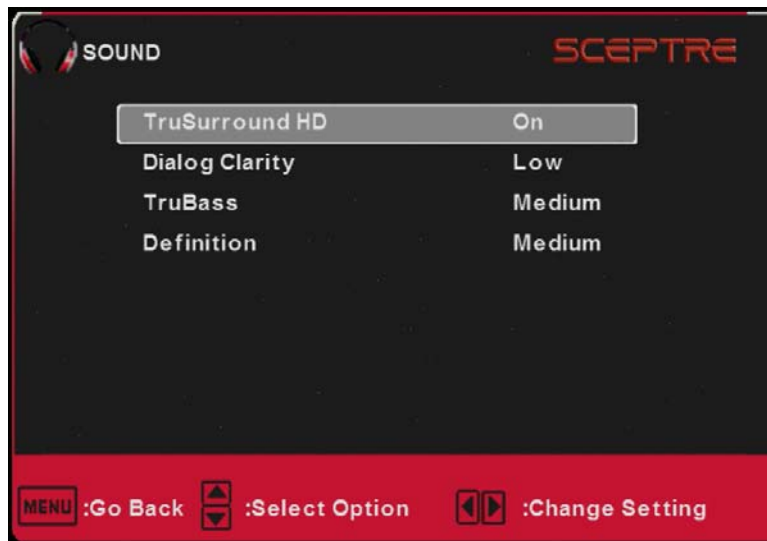 SOUND
SCEPTRE
TruSurround HD On
Dialog Clarity Low
TruBass Medium
Definition Medium
MENU :Go Back :Select Option :Change Setting